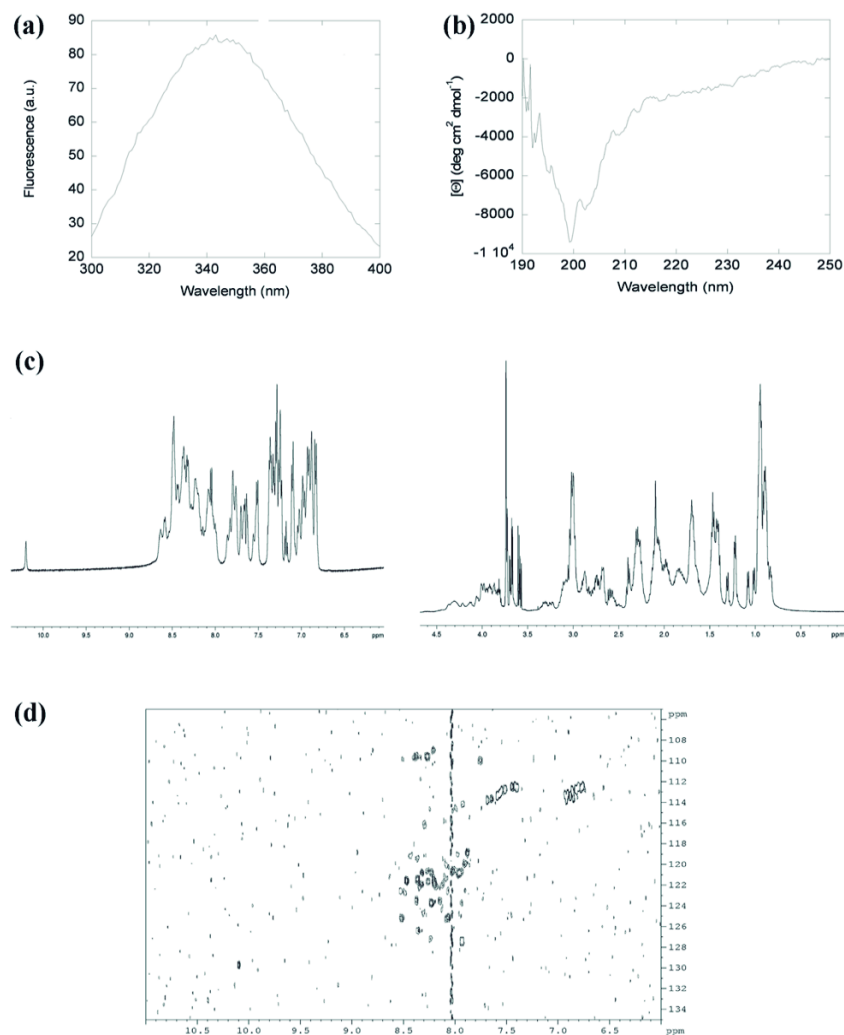 (a)
90
80
70
60
50
40
30
20
Fluorescence (a.u.)
300 320 340 360 380 400
Wavelength (nm)
(b)
2000
0
-2000
-4000
-6000
-8000
-1 10⁴
[Θ] (deg cm² dmol⁻¹)
190 200 210 220 230 240 250
Wavelength (nm)
(c)
10.0 9.5 9.0 8.5 8.0 7.5 7.0 6.5 ppm
4.5 4.0 3.5 3.0 2.5 2.0 1.5 1.0 0.5 ppm
(d)
ppm
108
110
112
114
116
118
120
122
124
126
128
130
132
134
10.5 10.0 9.5 9.0 8.5 8.0 7.5 7.0 6.5 ppm